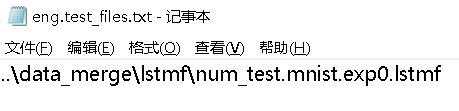 eng.test_files.txt - 记事本
文件(F) 编辑(E) 格式(O) 查看(V) 帮助(H)
..\data_merge\lstmf\num_test.mnist.exp0.lstmf